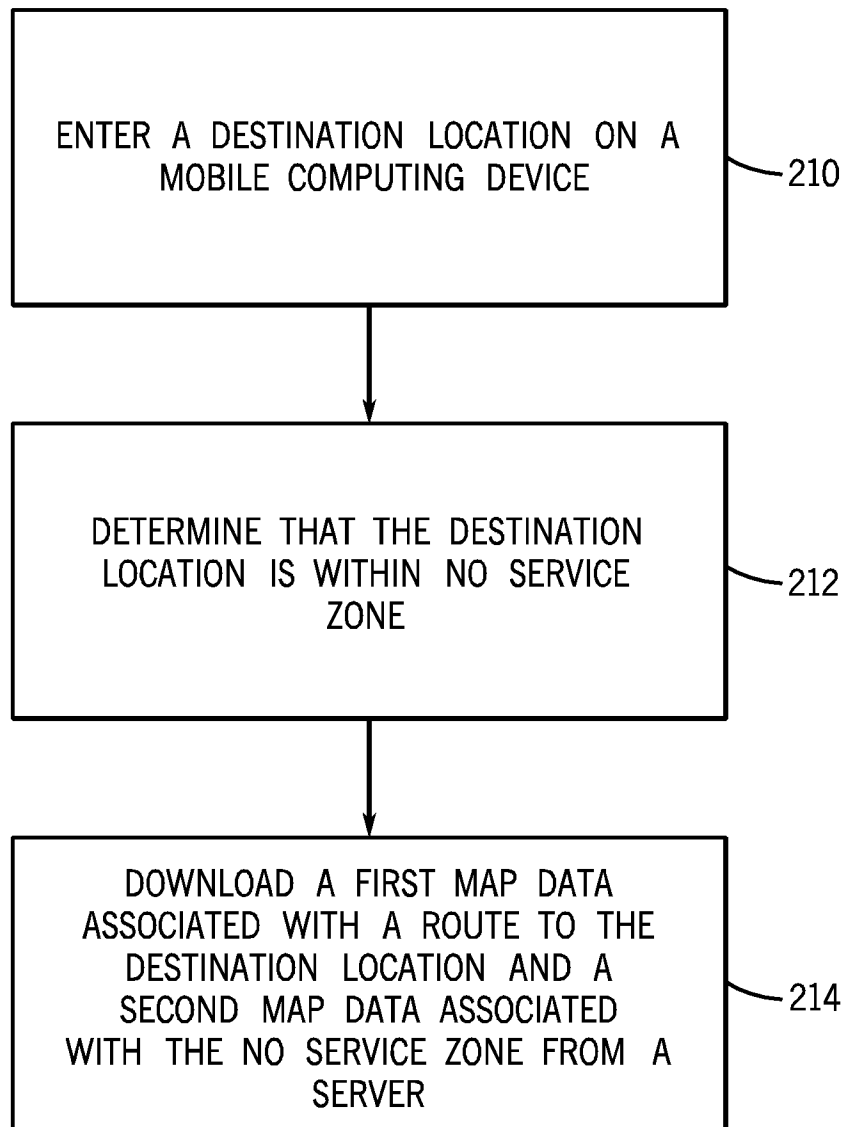 ENTER A DESTINATION LOCATION ON A
MOBILE COMPUTING DEVICE
210
DETERMINE THAT THE DESTINATION
LOCATION IS WITHIN NO SERVICE
ZONE
212
DOWNLOAD A FIRST MAP DATA
ASSOCIATED WITH A ROUTE TO THE
DESTINATION LOCATION AND A
SECOND MAP DATA ASSOCIATED
WITH THE NO SERVICE ZONE FROM A
SERVER
214